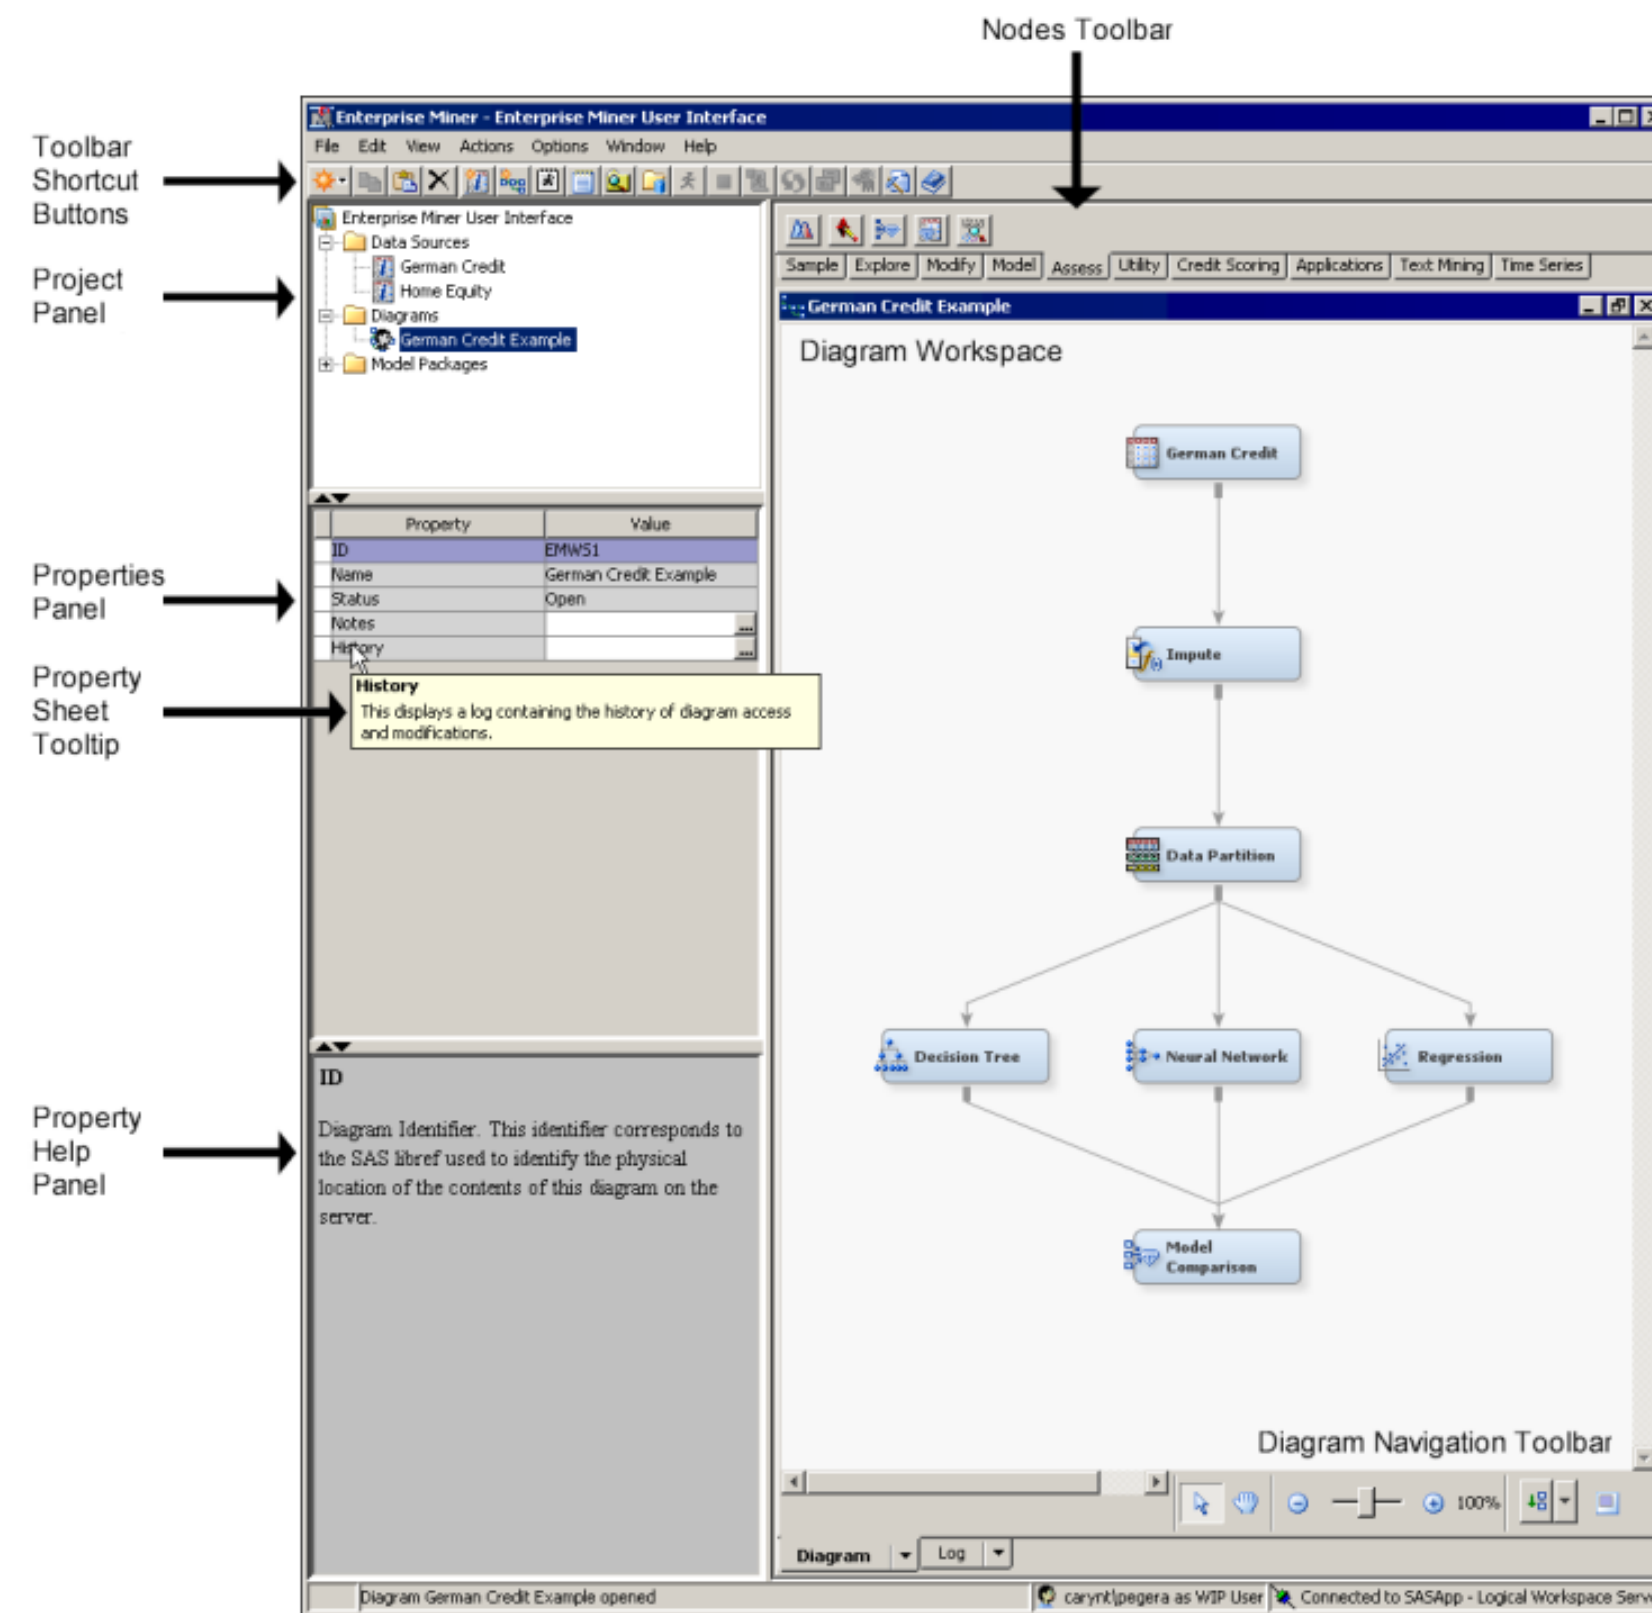 Nodes Toolbar
Toolbar
Shortcut
Buttons
Project
Panel
Properties
Panel
Property
Sheet
Tooltip
Property
Help
Panel
Enterprise Miner - Enterprise Miner User Interface
File Edit View Actions Options Window Help
Enterprise Miner User Interface
Data Sources
German Credit
Home Equity
Diagrams
German Credit Example
Model Packages
Property Value
ID EMWS1
Name German Credit Example
Status Open
Notes ...
History ...
History
This displays a log containing the history of diagram access
and modifications.
ID
Diagram Identifier. This identifier corresponds to
the SAS libref used to identify the physical
location of the contents of this diagram on the
server.
Sample Explore Modify Model Assess Utility Credit Scoring Applications Text Mining Time Series
German Credit Example
Diagram Workspace
German Credit
Impute
Data Partition
Decision Tree
Neural Network
Regression
Model
Comparison
Diagram Navigation Toolbar
100%
Diagram Log
Diagram German Credit Example opened
carynt\pegera as WIP User
Connected to SASApp - Logical Workspace Serv